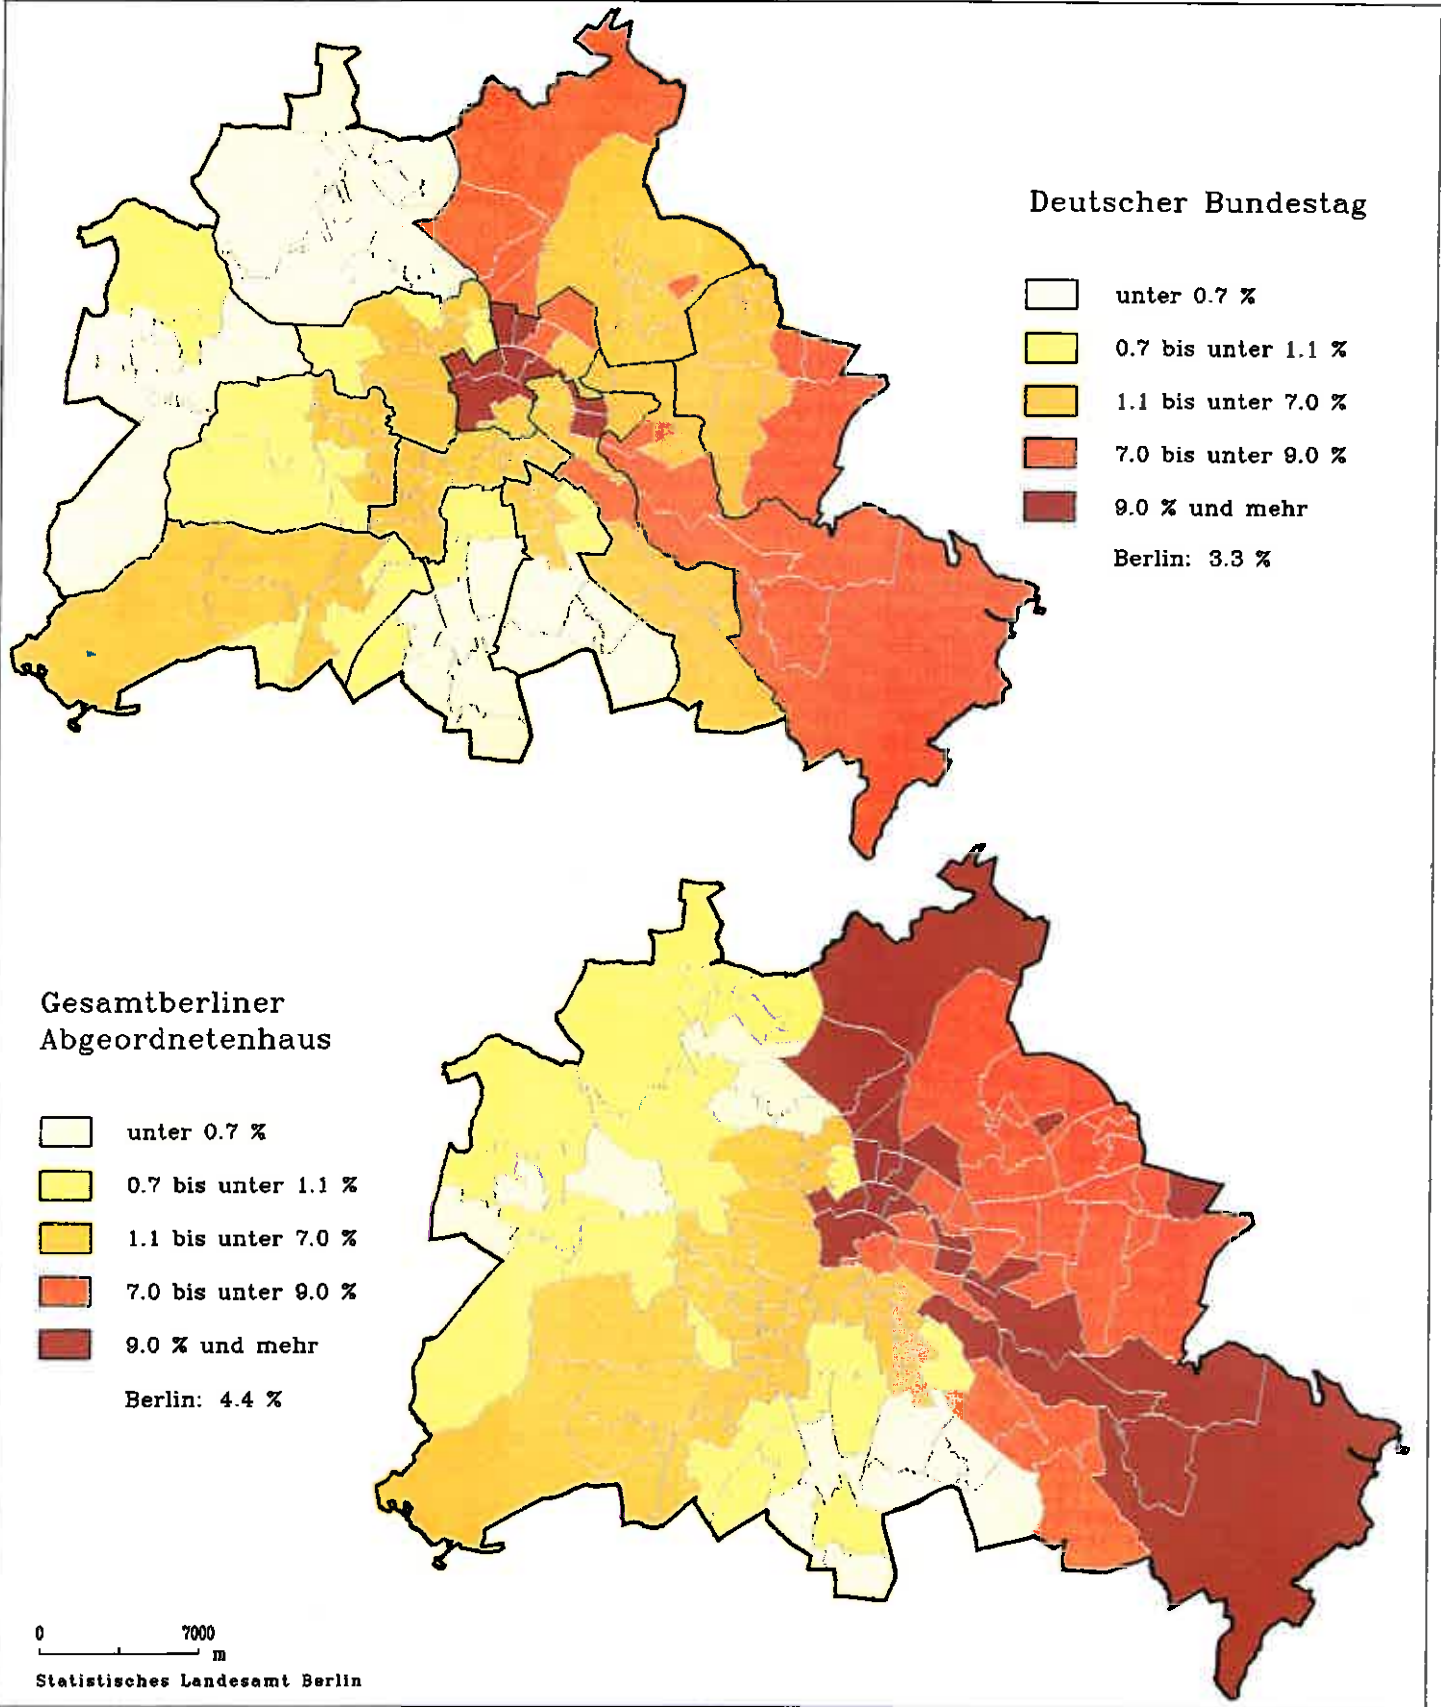 Deutscher Bundestag
unter 0.7 %
0.7 bis unter 1.1 %
1.1 bis unter 7.0 %
7.0 bis unter 9.0 %
9.0 % und mehr
Berlin: 3.3 %
Gesamtberliner
Abgeordnetenhaus
unter 0.7 %
0.7 bis unter 1.1 %
1.1 bis unter 7.0 %
7.0 bis unter 9.0 %
9.0 % und mehr
Berlin: 4.4 %
0 7000
m
Statistisches Landesamt Berlin